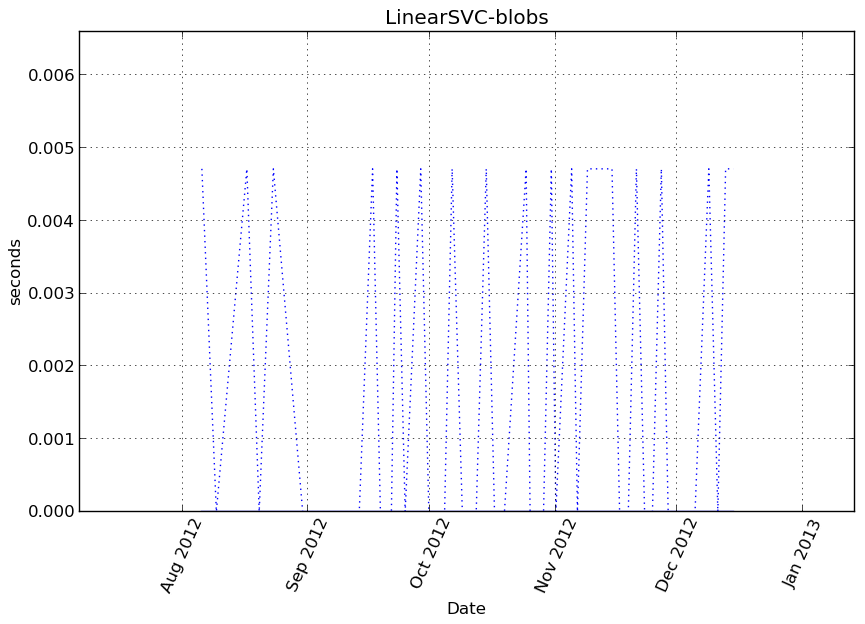 LinearSVC-blobs
0.006
0.005
0.004
0.003
0.002
0.001
0.000
seconds
Aug 2012
Sep 2012
Oct 2012
Nov 2012
Dec 2012
Jan 2013
Date